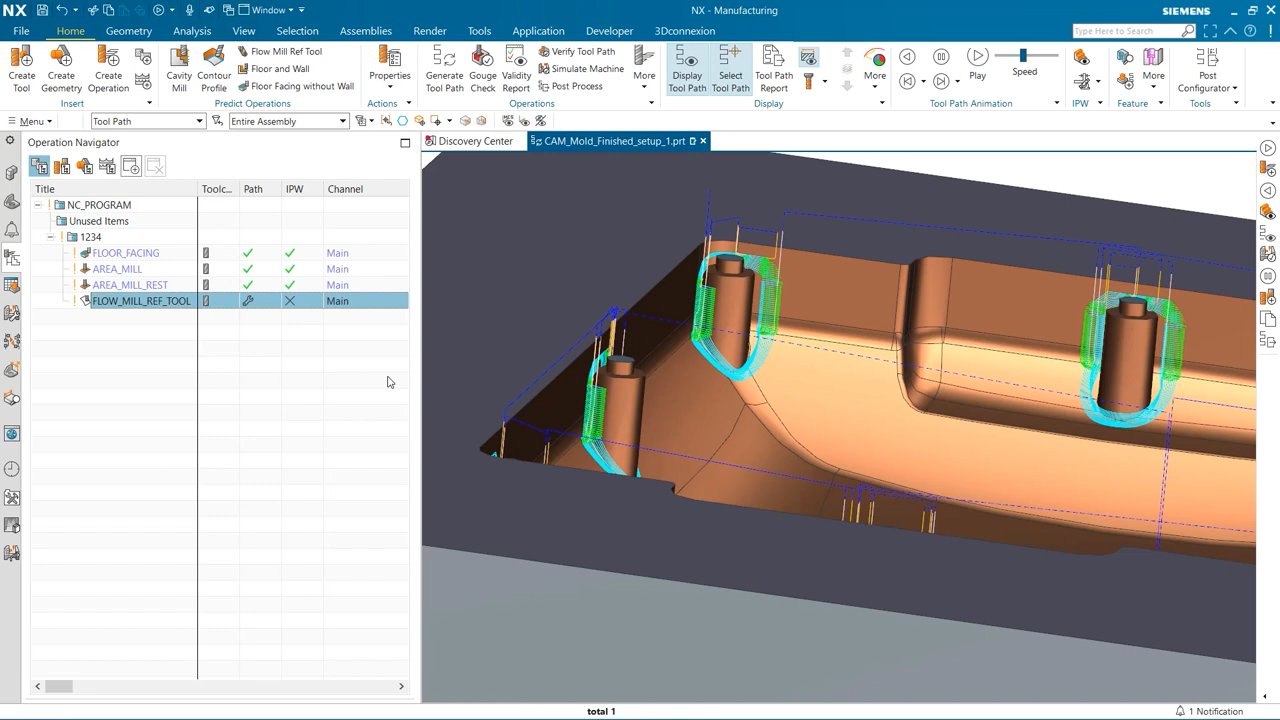 NX
Window
NX - Manufacturing
SIEMENS
File
Home
Geometry
Analysis
View
Selection
Assemblies
Render
Tools
Application
Developer
3Dconnexion
Type Here to Search
Create Tool
Create Geometry
Create Operation
Insert
Cavity Mill
Contour Profile
Flow Mill Ref Tool
Floor and Wall
Floor Facing without Wall
Predict Operations
Properties
Actions
Generate Tool Path
Gouge Check
Validity Report
Verify Tool Path
Simulate Machine
Post Process
More
Operations
Display Tool Path
Select Tool Path
Tool Path Report
More
Display
Play
Speed
Tool Path Animation
IPW
More
Feature
Post Configurator
Tools
Menu
Tool Path
Entire Assembly
Operation Navigator
Discovery Center
CAM_Mold_Finished_setup_1.prt
Title
Toolc...
Path
IPW
Channel
NC_PROGRAM
Unused Items
1234
FLOOR_FACING
Main
AREA_MILL
Main
AREA_MILL_REST
Main
FLOW_MILL_REF_TOOL
Main
total 1
1 Notification